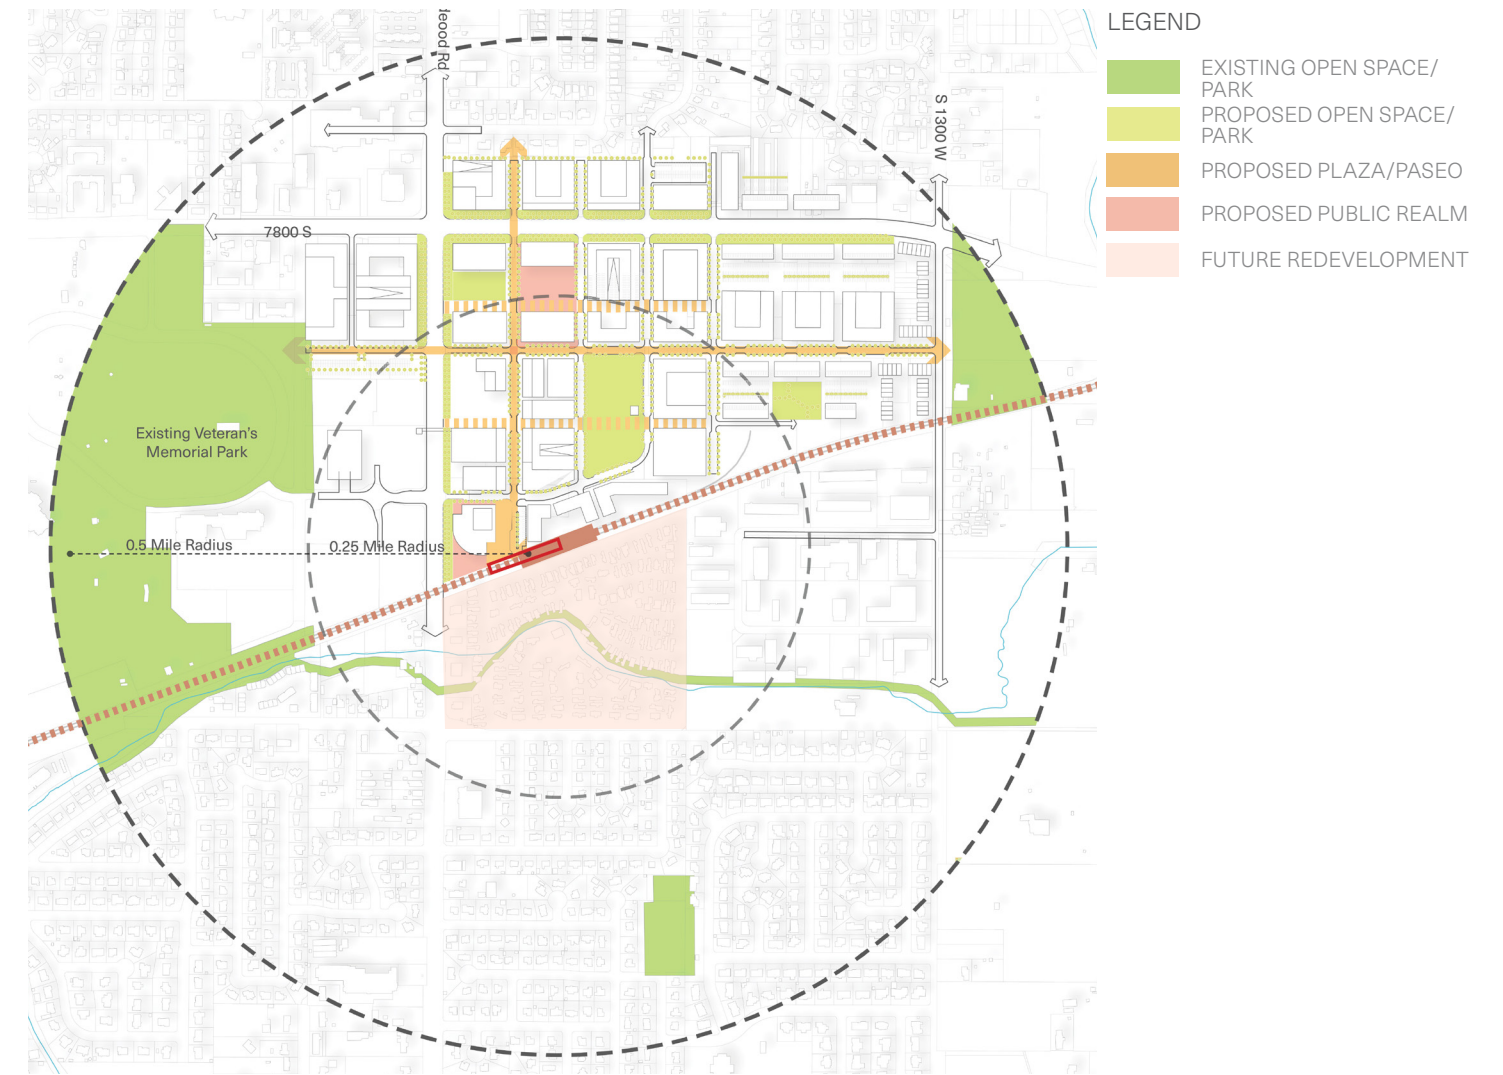 LEGEND
EXISTING OPEN SPACE/
PARK
PROPOSED OPEN SPACE/
PARK
PROPOSED PLAZA/PASEO
PROPOSED PUBLIC REALM
FUTURE REDEVELOPMENT
Rd
S 1300 W
7800 S
Existing Veteran's
Memorial Park
0.5 Mile Radius
0.25 Mile Radius